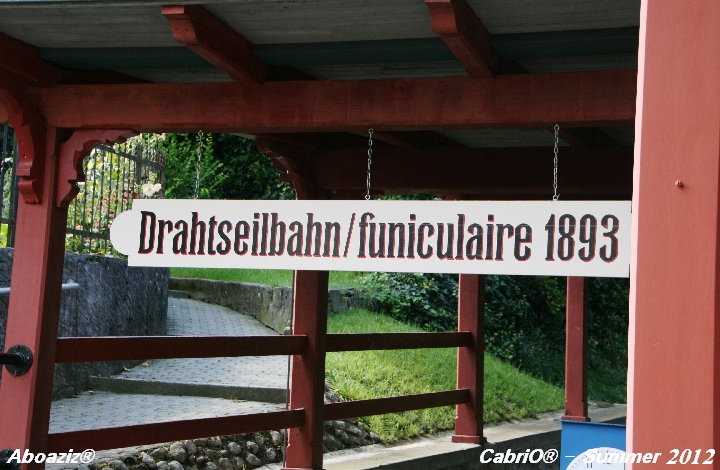 Drahtseilbahn/funiculaire 1893
Aboaziz®
CabriO® - Summer 2012